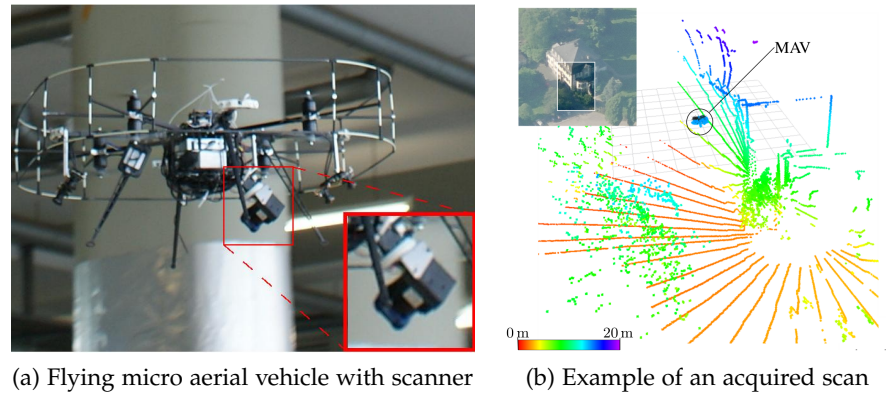 MAV
0 m
20 m
(a) Flying micro aerial vehicle with scanner
(b) Example of an acquired scan